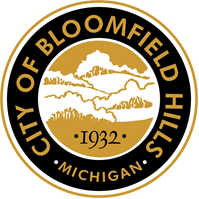 CITY OF BLOOMFIELD HILLS
•1932•
•MICHIGAN•